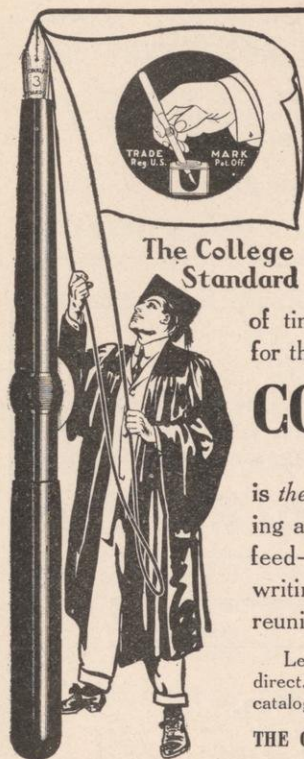 3
TRADE MARK
Reg. U.S. Pat. Off.
The College
Standard
of tim
for th
CO
is the
ing a
feed–
writin
reuni
Le
direct.
catalog
THE C